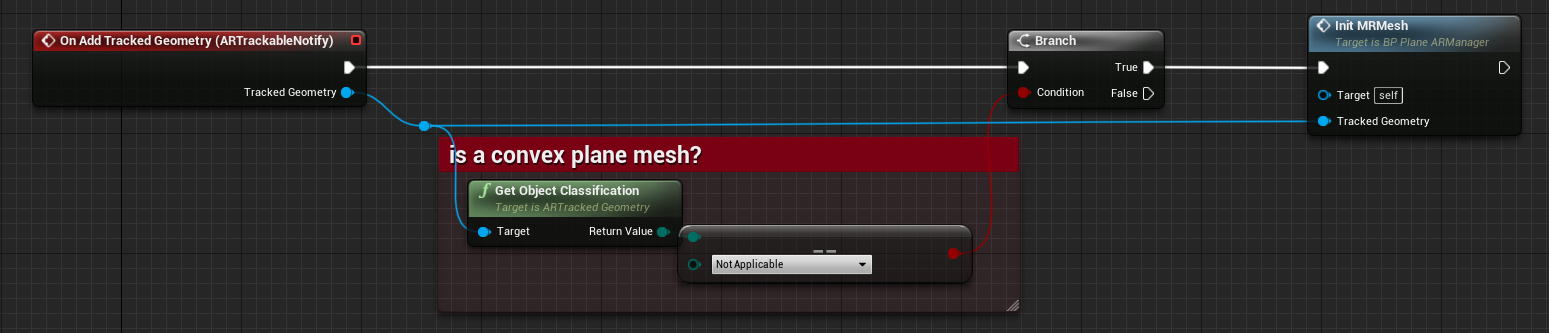 On Add Tracked Geometry (ARTrackableNotify)
Tracked Geometry
Branch
True
Condition
False
Init MRMesh
Target is BP Plane ARManager
Target self
Tracked Geometry
is a convex plane mesh?
Get Object Classification
Target is ARTracked Geometry
Target
Return Value
==
Not Applicable